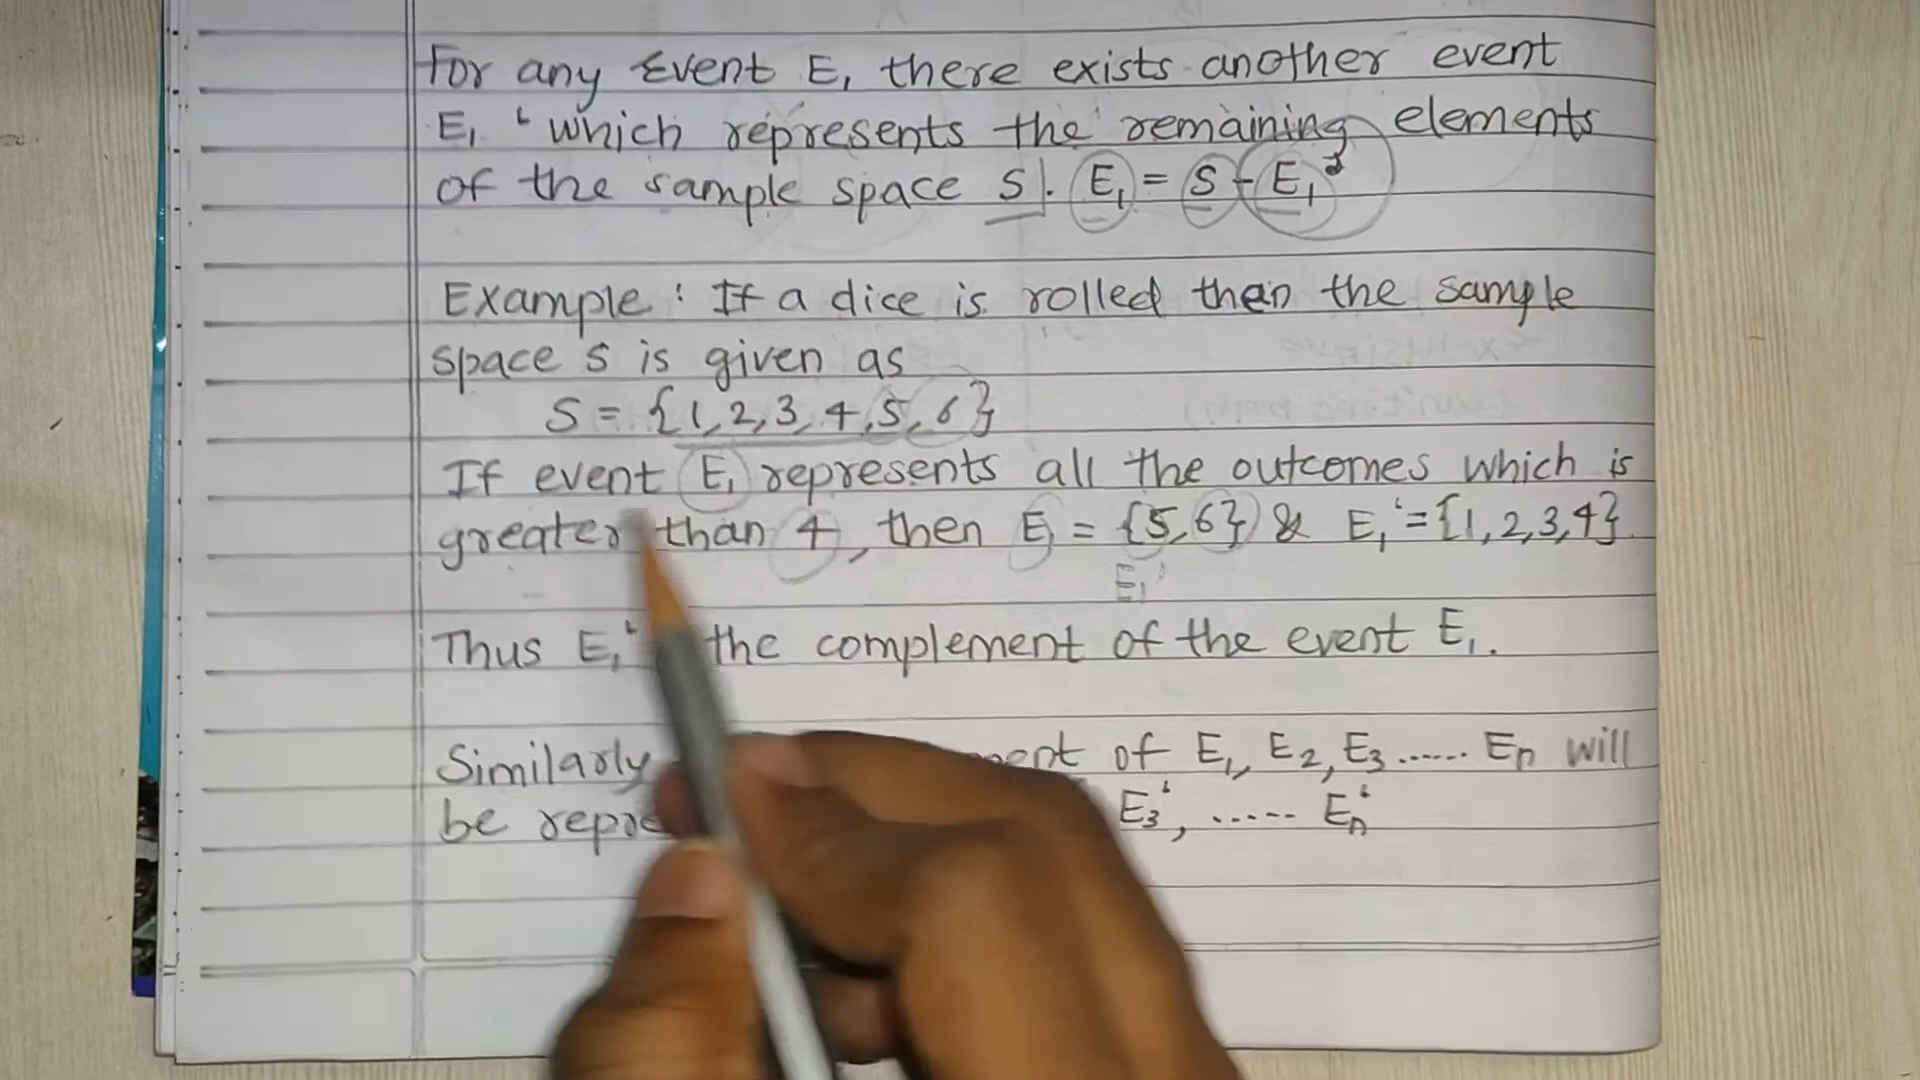 For any Event E₁ there exists another event
E₁' which represents the remaining elements
of the sample space S. E₁ = S - E₁'
Example : If a dice is rolled then the sample
space S is given as
S = {1, 2, 3, 4, 5, 6}
If event E₁ represents all the outcomes which is
greater than 4, then E₁ = {5, 6} & E₁' = {1, 2, 3, 4}.
E₁'
Thus E₁' the complement of the event E₁.
Similarly of E₁, E₂, E₃...... Eₙ will
be E₃', ..... Eₙ'